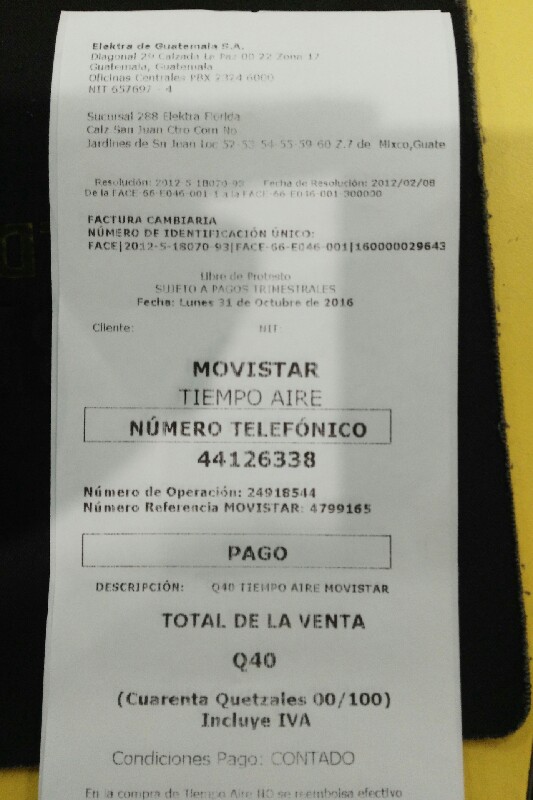 Elektra de Guatemala S.A.
Diagonal 29 Calzada La Paz 00-22 Zona 17
Guatemala, Guatemala
Oficinas Centrales PBX 2324 6000
NIT 657697 - 4
Sucursal 288 Elektra Florida
Calz San Juan Ctro Com No
Jardines de Sn Juan Loc 52-53-54-55-59-60 Z.7 de Mixco,Guate
Resolución: 2012-5-18070-93 Fecha de Resolución: 2012/02/08
De la FACE-66-E046-001-1 a la FACE-66-E046-001-
FACTURA CAMBIARIA
NÚMERO DE IDENTIFICACIÓN ÚNICO:
FACE|2012-5-18070-93|FACE-66-E046-001|160000029643
Libre de Protesto
SUJETO A PAGOS TRIMESTRALES
Fecha: Lunes 31 de Octubre de 2016
Cliente: NIT
MOVISTAR
TIEMPO AIRE
NÚMERO TELEFÓNICO
44126338
Número de Operación: 24918544
Número Referencia MOVISTAR: 4799165
PAGO
DESCRIPCIÓN: Q40 TIEMPO AIRE MOVISTAR
TOTAL DE LA VENTA
Q40
(Cuarenta Quetzales 00/100)
Incluye IVA
Condiciones Pago: CONTADO
En la compra de Tiempo Aire NO se reembolsa efectivo